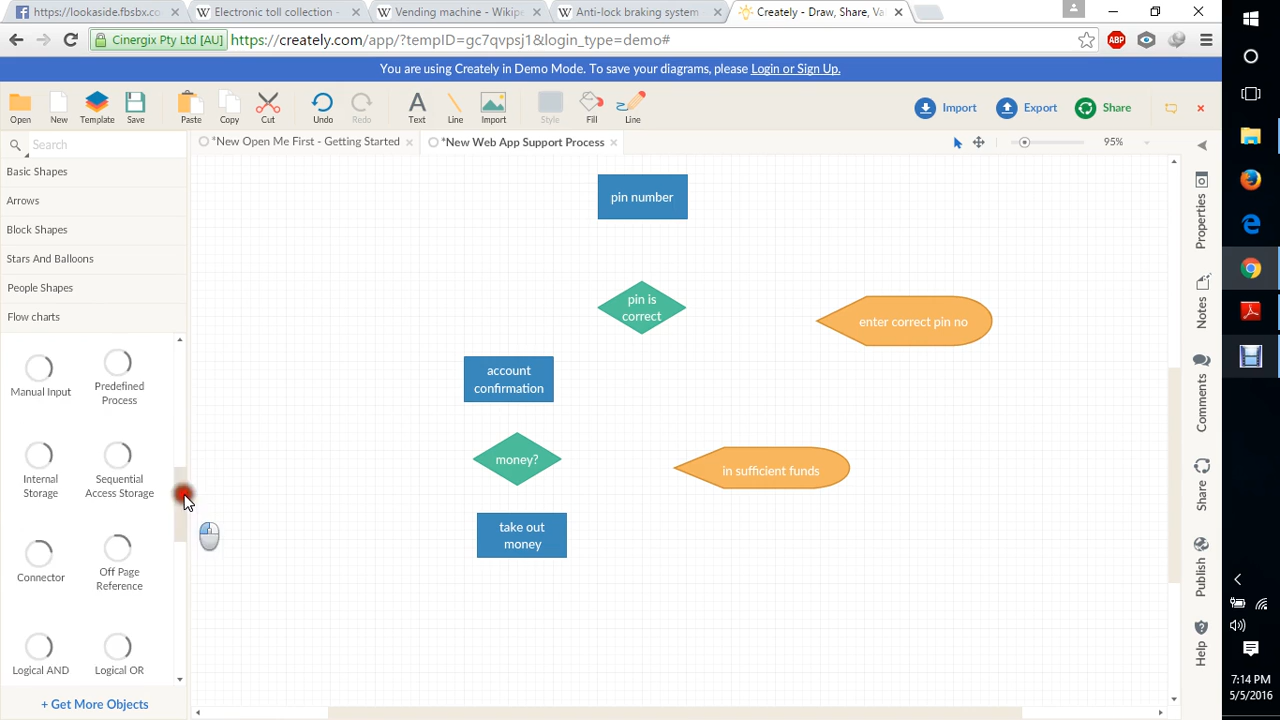 https://lookaside.fbsbx.co
Electronic toll collection -
Vending machine - Wikipe
Anti-lock braking system
Creately - Draw, Share, Va
Cinergix Pty Ltd [AU]
https://creately.com/app/?tempID=gc7qvpsj1&login_type=demo#
ABP
You are using Creately in Demo Mode. To save your diagrams, please Login or Sign Up.
Open
New
Template
Save
Paste
Copy
Cut
Undo
Redo
Text
Line
Import
Style
Fill
Line
Import
Export
Share
Search
*New Open Me First - Getting Started
*New Web App Support Process
95%
Basic Shapes
Arrows
Block Shapes
Stars And Balloons
People Shapes
Flow charts
Manual Input
Predefined
Process
Internal
Storage
Sequential
Access Storage
Connector
Off Page
Reference
Logical AND
Logical OR
+ Get More Objects
pin number
pin is
correct
enter correct pin no
account
confirmation
money?
in sufficient funds
take out
money
Properties
Notes
Comments
Share
Publish
Help
7:14 PM
5/5/2016